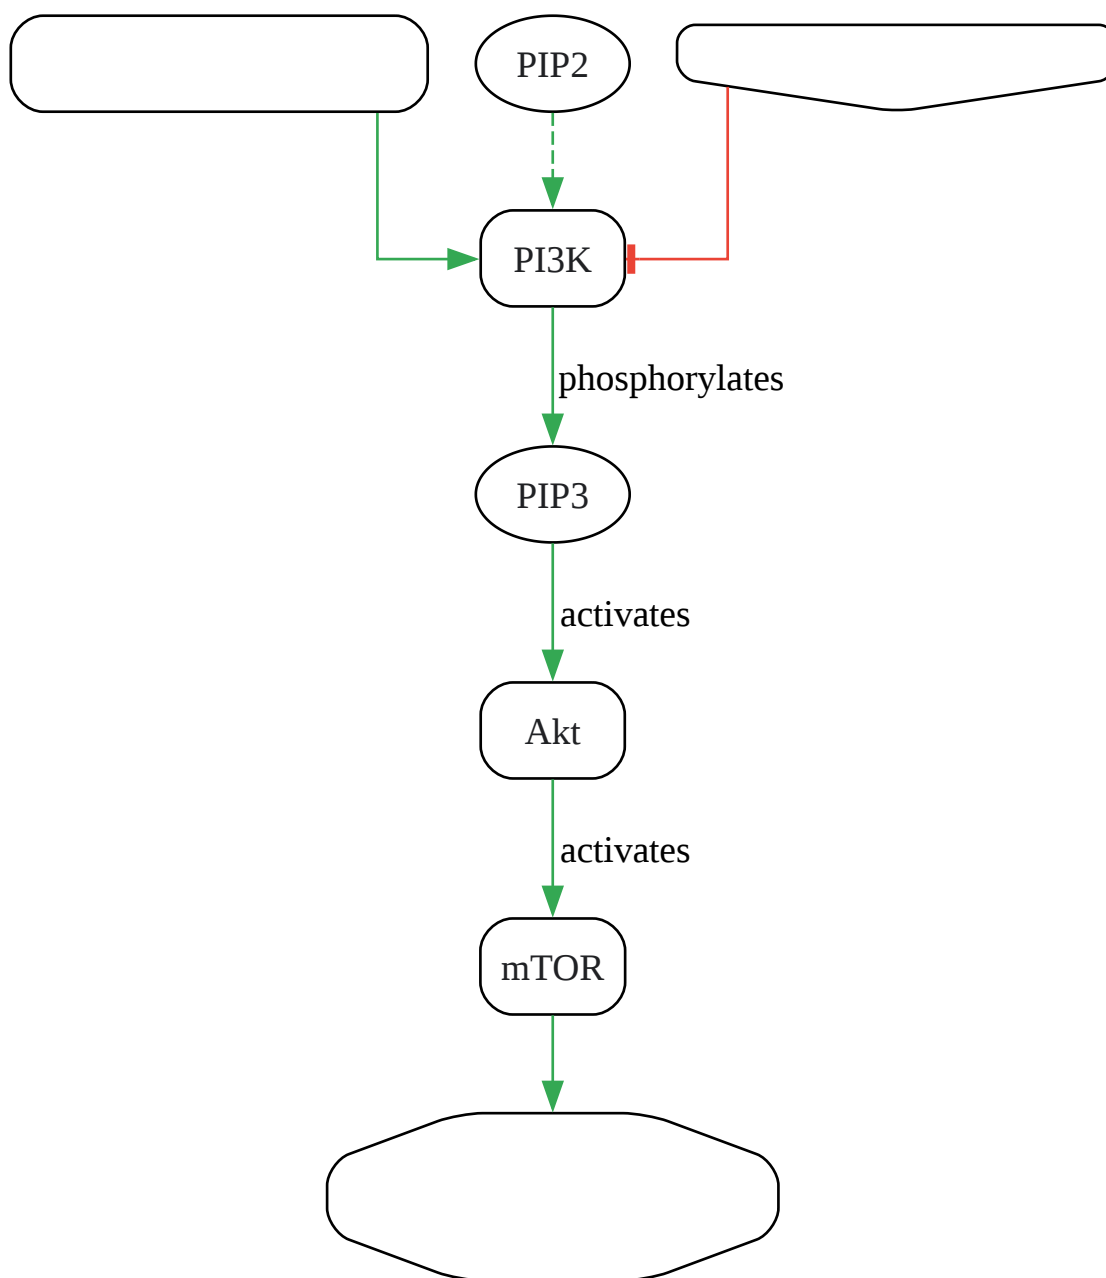 PIP2
PI3K
phosphorylates
PIP3
activates
Akt
activates
mTOR